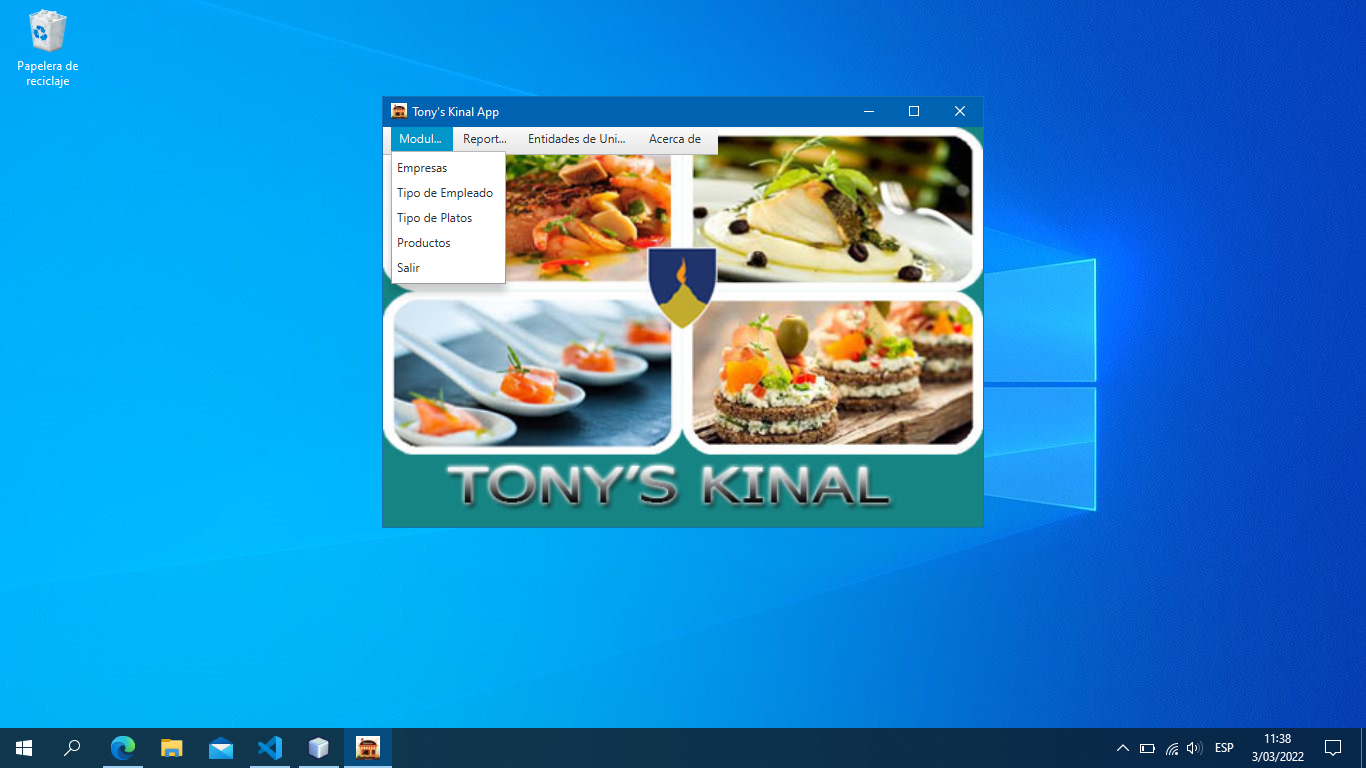 Papelera de
reciclaje
Tony's Kinal App
Modul... Report... Entidades de Uni... Acerca de
Empresas
Tipo de Empleado
Tipo de Platos
Productos
Salir
TONY'S KINAL
ESP
11:38
3/03/2022